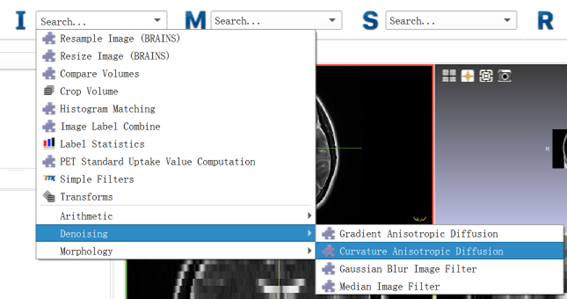 I Search... M Search... S Search... R
Resample Image (BRAINS)
Resize Image (BRAINS)
Compare Volumes
Crop Volume
Histogram Matching
Image Label Combine
Label Statistics
PET Standard Uptake Value Computation
Simple Filters
Transforms
Arithmetic
Denoising
Morphology
Gradient Anisotropic Diffusion
Curvature Anisotropic Diffusion
Gaussian Blur Image Filter
Median Image Filter
R